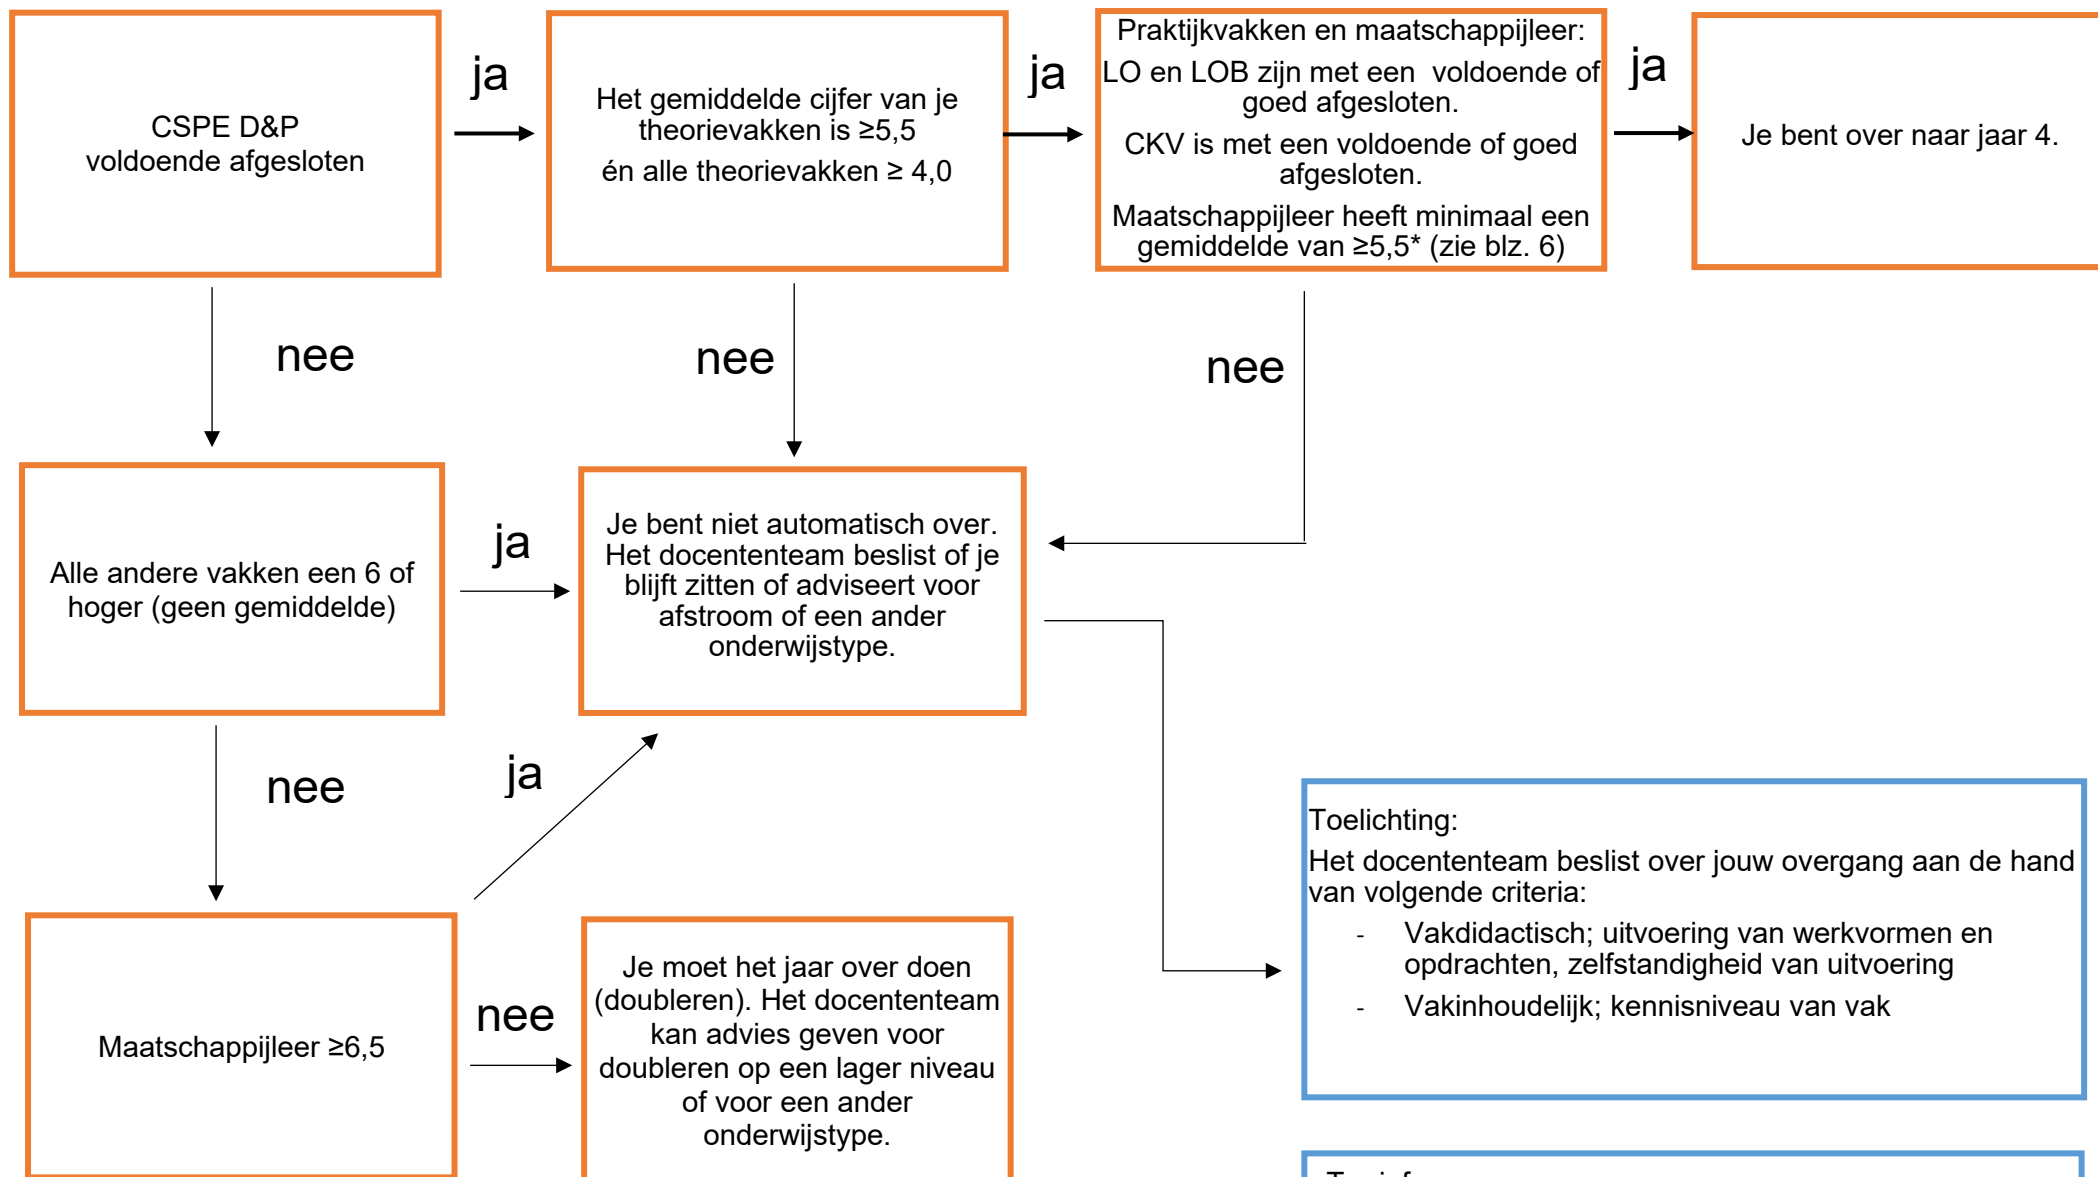 CSPE D&P
voldoende afgesloten
ja
Het gemiddelde cijfer van je
theorievakken is ≥5,5
én alle theorievakken ≥ 4,0
ja
Praktijkvakken en maatschappijleer:
LO en LOB zijn met een voldoende of
goed afgesloten.
CKV is met een voldoende of goed
afgesloten.
Maatschappijleer heeft minimaal een
gemiddelde van ≥5,5* (zie blz. 6)
ja
Je bent over naar jaar 4.
nee
nee
nee
Alle andere vakken een 6 of
hoger (geen gemiddelde)
ja
Je bent niet automatisch over.
Het docententeam beslist of je
blijft zitten of adviseert voor
afstroom of een ander
onderwijstype.
nee
ja
Maatschappijleer ≥6,5
nee
Je moet het jaar over doen
(doubleren). Het docententeam
kan advies geven voor
doubleren op een lager niveau
of voor een ander
onderwijstype.
Toelichting:
Het docententeam beslist over jouw overgang aan de hand
van volgende criteria:
- Vakdidactisch; uitvoering van werkvormen en
opdrachten, zelfstandigheid van uitvoering
- Vakinhoudelijk; kennisniveau van vak